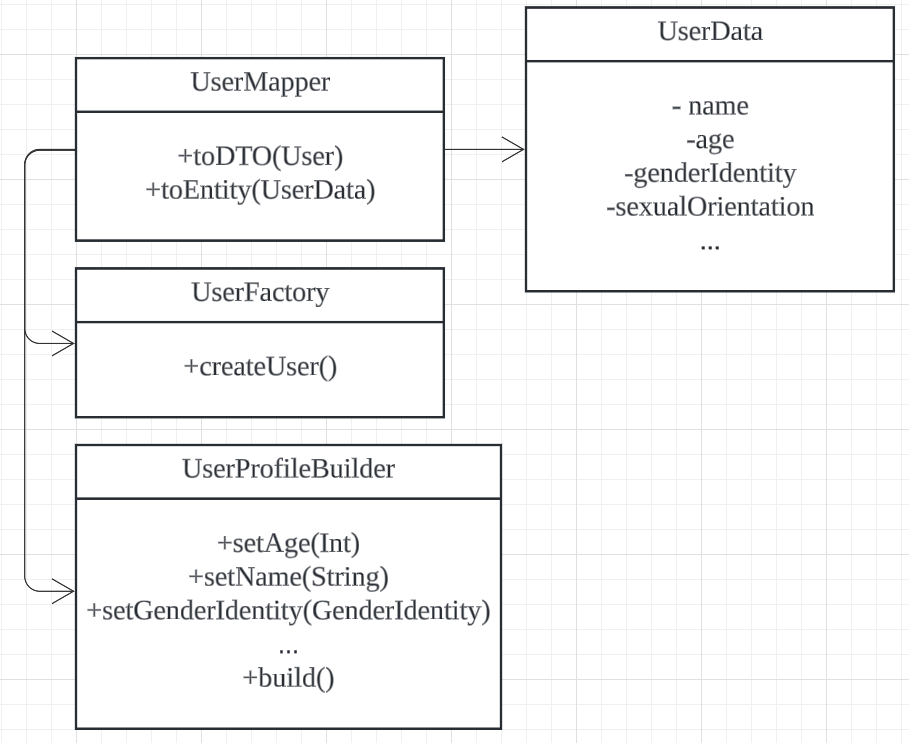 UserMapper
+toDTO(User)
+toEntity(UserData)
UserData
- name
-age
-genderIdentity
-sexualOrientation
...
UserFactory
+createUser()
UserProfileBuilder
+setAge(Int)
+setName(String)
+setGenderIdentity(GenderIdentity)
...
+build()